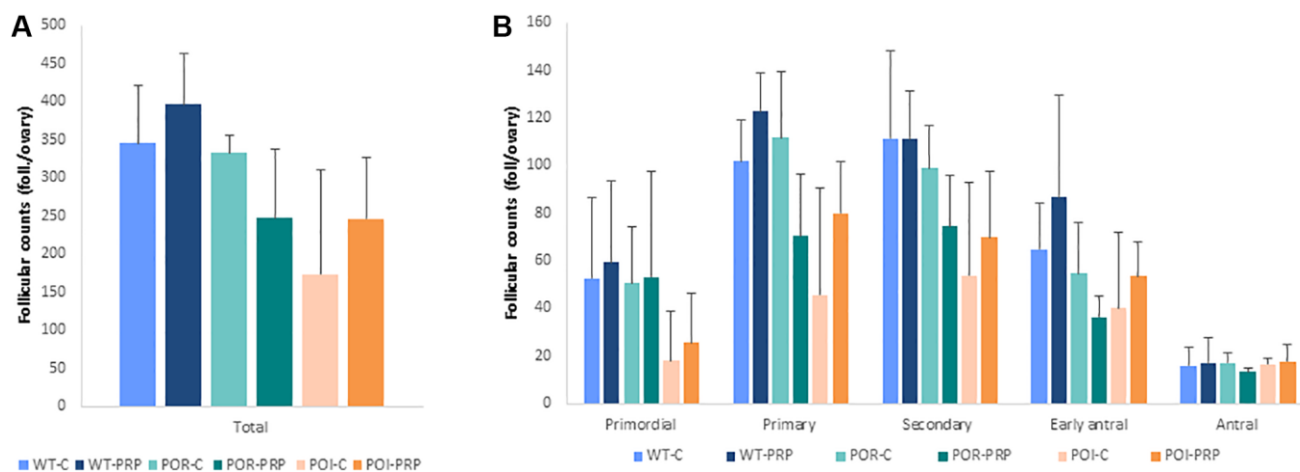 A
Follicular counts (foll./ovary)
500
450
400
350
300
250
200
150
100
50
0
Total
WT-C WT-PRP POR-C POR-PRP POI-C POI-PRP
B
Follicular counts (foll/ovary)
160
140
120
100
80
60
40
20
0
Primordial Primary Secondary Early antral Antral
WT-C WT-PRP POR-C POR-PRP POI-C POI-PRP